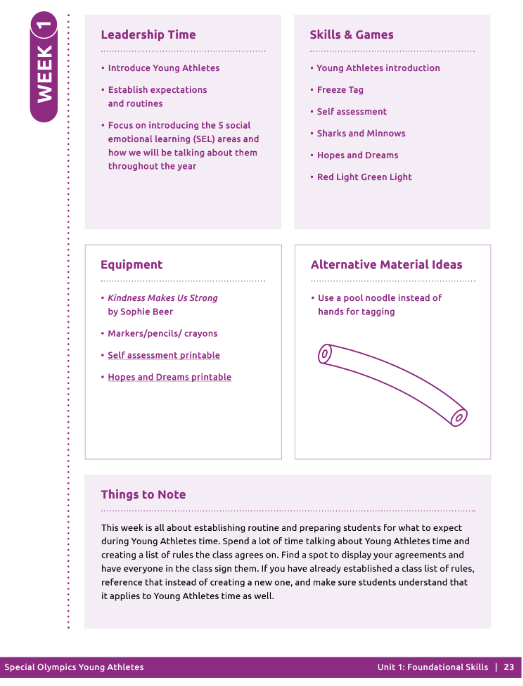 WEEK 1
Leadership Time
• Introduce Young Athletes
• Establish expectations
and routines
• Focus on introducing the 5 social
emotional learning (SEL) areas and
how we will be talking about them
throughout the year
Skills & Games
• Young Athletes introduction
• Freeze Tag
• Self assessment
• Sharks and Minnows
• Hopes and Dreams
• Red Light Green Light
Equipment
• Kindness Makes Us Strong
by Sophie Beer
• Markers/pencils/ crayons
• Self assessment printable
• Hopes and Dreams printable
Alternative Material Ideas
• Use a pool noodle instead of
hands for tagging
Things to Note
This week is all about establishing routine and preparing students for what to expect
during Young Athletes time. Spend a lot of time talking about Young Athletes time and
creating a list of rules the class agrees on. Find a spot to display your agreements and
have everyone in the class sign them. If you have already established a class list of rules,
reference that instead of creating a new one, and make sure students understand that
it applies to Young Athletes time as well.
Special Olympics Young Athletes
Unit 1: Foundational Skills | 23